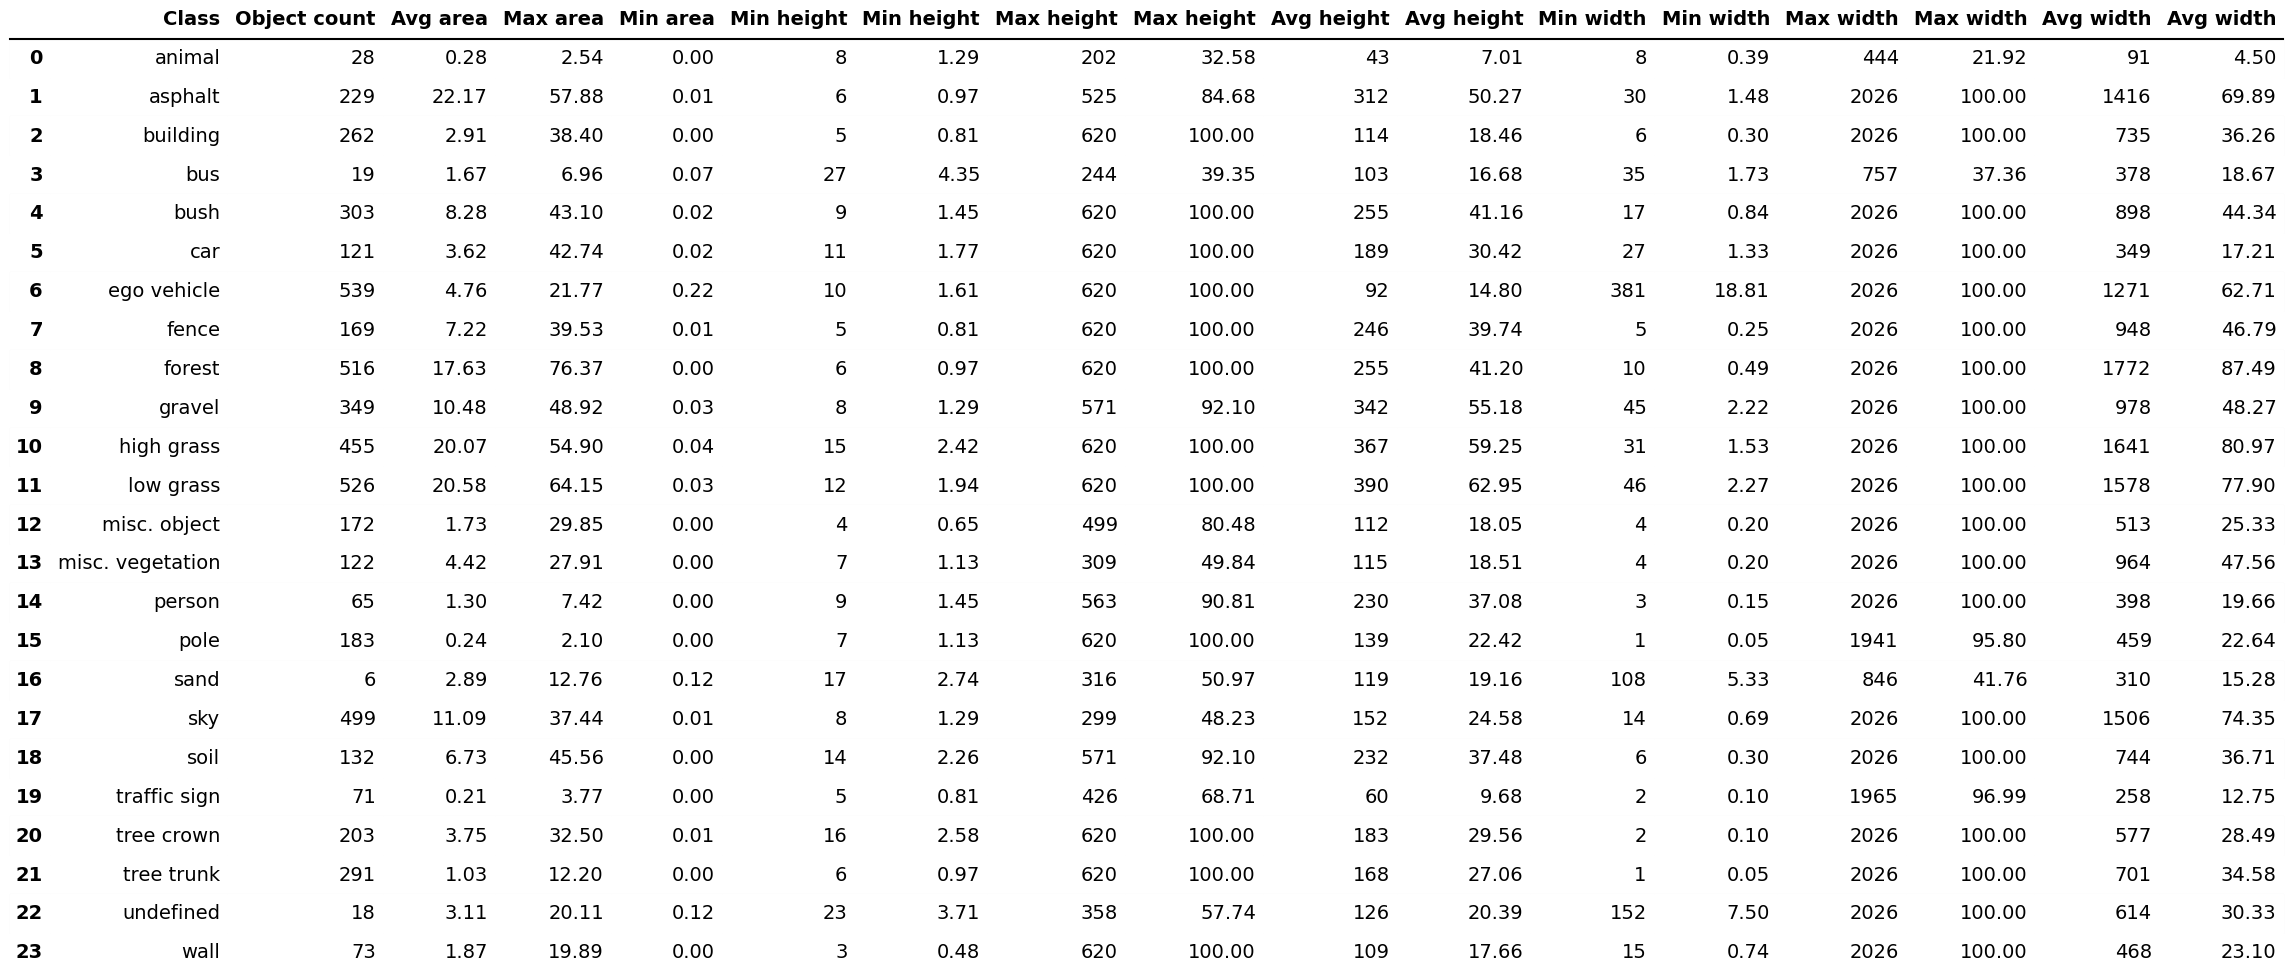 Class Object count Avg area Max area Min area Min height Min height Max height Max height Avg height Avg height Min width Min width Max width Max width Avg width Avg width
0 animal 28 0.28 2.54 0.00 8 1.29 202 32.58 43 7.01 8 0.39 444 21.92 91 4.50
1 asphalt 229 22.17 57.88 0.01 6 0.97 525 84.68 312 50.27 30 1.48 2026 100.00 1416 69.89
2 building 262 2.91 38.40 0.00 5 0.81 620 100.00 114 18.46 6 0.30 2026 100.00 735 36.26
3 bus 19 1.67 6.96 0.07 27 4.35 244 39.35 103 16.68 35 1.73 757 37.36 378 18.67
4 bush 303 8.28 43.10 0.02 9 1.45 620 100.00 255 41.16 17 0.84 2026 100.00 898 44.34
5 car 121 3.62 42.74 0.02 11 1.77 620 100.00 189 30.42 27 1.33 2026 100.00 349 17.21
6 ego vehicle 539 4.76 21.77 0.22 10 1.61 620 100.00 92 14.80 381 18.81 2026 100.00 1271 62.71
7 fence 169 7.22 39.53 0.01 5 0.81 620 100.00 246 39.74 5 0.25 2026 100.00 948 46.79
8 forest 516 17.63 76.37 0.00 6 0.97 620 100.00 255 41.20 10 0.49 2026 100.00 1772 87.49
9 gravel 349 10.48 48.92 0.03 8 1.29 571 92.10 342 55.18 45 2.22 2026 100.00 978 48.27
10 high grass 455 20.07 54.90 0.04 15 2.42 620 100.00 367 59.25 31 1.53 2026 100.00 1641 80.97
11 low grass 526 20.58 64.15 0.03 12 1.94 620 100.00 390 62.95 46 2.27 2026 100.00 1578 77.90
12 misc. object 172 1.73 29.85 0.00 4 0.65 499 80.48 112 18.05 4 0.20 2026 100.00 513 25.33
13 misc. vegetation 122 4.42 27.91 0.00 7 1.13 309 49.84 115 18.51 4 0.20 2026 100.00 964 47.56
14 person 65 1.30 7.42 0.00 9 1.45 563 90.81 230 37.08 3 0.15 2026 100.00 398 19.66
15 pole 183 0.24 2.10 0.00 7 1.13 620 100.00 139 22.42 1 0.05 1941 95.80 459 22.64
16 sand 6 2.89 12.76 0.12 17 2.74 316 50.97 119 19.16 108 5.33 846 41.76 310 15.28
17 sky 499 11.09 37.44 0.01 8 1.29 299 48.23 152 24.58 14 0.69 2026 100.00 1506 74.35
18 soil 132 6.73 45.56 0.00 14 2.26 571 92.10 232 37.48 6 0.30 2026 100.00 744 36.71
19 traffic sign 71 0.21 3.77 0.00 5 0.81 426 68.71 60 9.68 2 0.10 1965 96.99 258 12.75
20 tree crown 203 3.75 32.50 0.01 16 2.58 620 100.00 183 29.56 2 0.10 2026 100.00 577 28.49
21 tree trunk 291 1.03 12.20 0.00 6 0.97 620 100.00 168 27.06 1 0.05 2026 100.00 701 34.58
22 undefined 18 3.11 20.11 0.12 23 3.71 358 57.74 126 20.39 152 7.50 2026 100.00 614 30.33
23 wall 73 1.87 19.89 0.00 3 0.48 620 100.00 109 17.66 15 0.74 2026 100.00 468 23.10